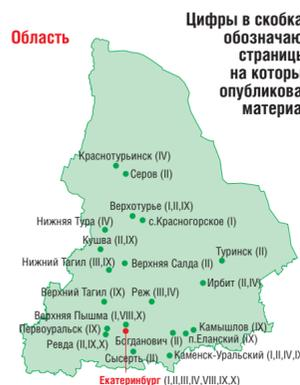 Область
Цифры в скобка
обозначаю
страницы
на которы
опубликова
материа
Краснотурьинск (IV)
Серов (II)
Верхотурье (I,II,IX)
Нижняя Тура (IV)
с.Красногорское (I)
Кушва (II,IX)
Туринск (II)
Нижний Тагил (III,IX)
Верхняя Салда (II)
Ирбит (II,IV)
Верхний Тагил (IX)
Реж (III,IV)
Верхняя Пышма (I,VIII,X)
Первоуральск (IX)
Камышлов (IX)
Ревда (II,IX,X)
Богданович (II)
п.Еланский (IX)
Сысерть (II)
Каменск-Уральский (I,II,IV,IX
Екатеринбург (I,II,III,IV,VIII,IX,X)